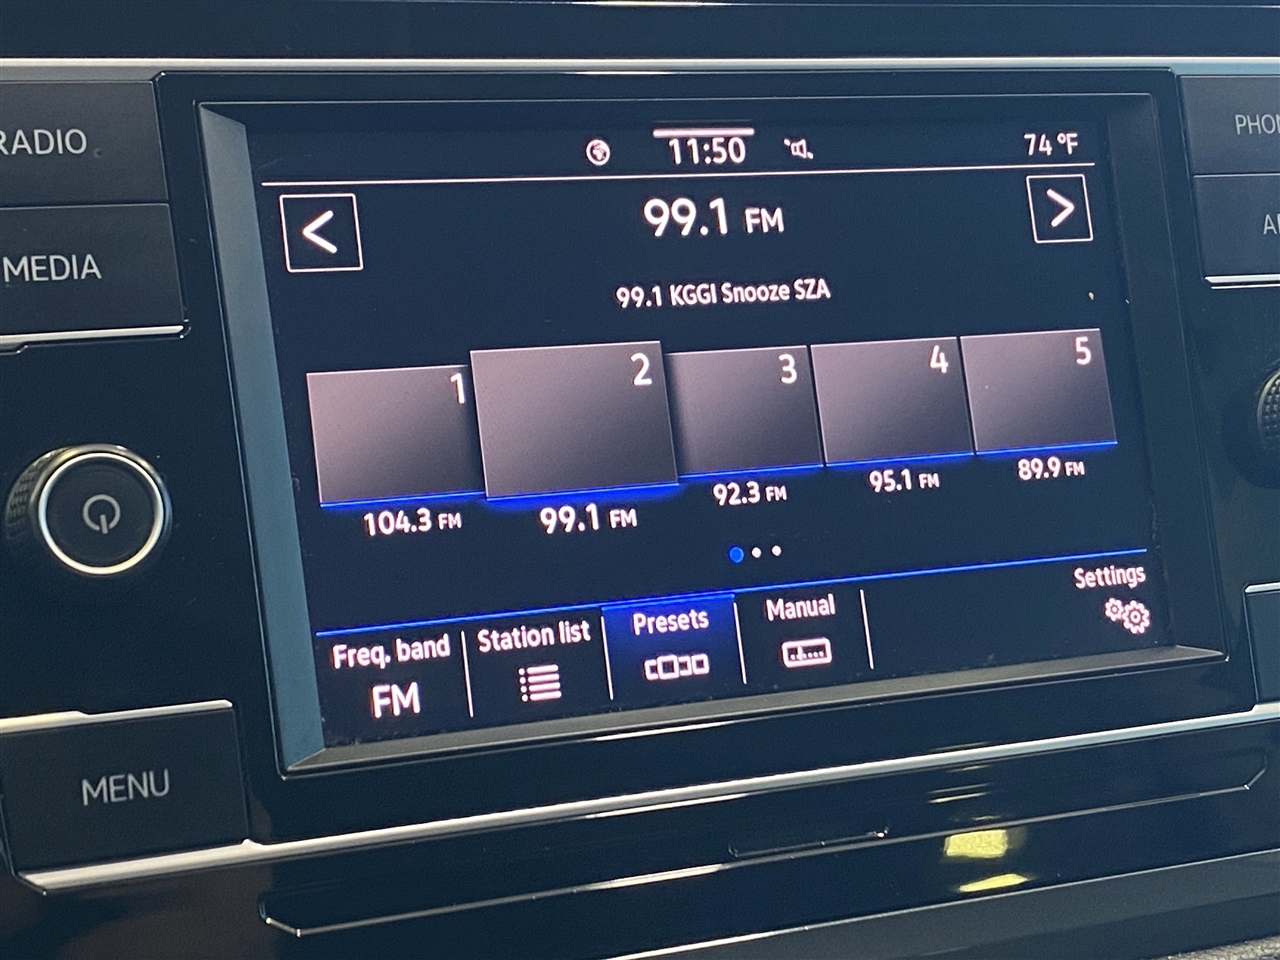 RADIO
MEDIA
MENU
11:50
74 °F
<
99.1 FM
>
99.1 KGGI Snooze SZA
1
2
3
4
5
104.3 FM
99.1 FM
92.3 FM
95.1 FM
89.9 FM
Freq. band
FM
Station list
Presets
Manual
Settings
PHON